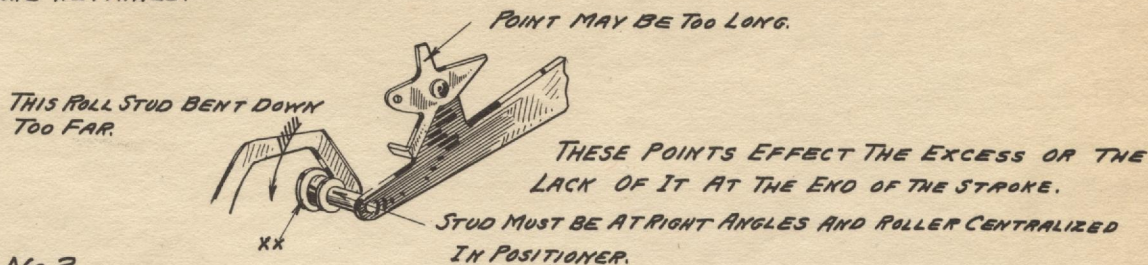 POINT MAY BE TOO LONG.
THIS ROLL STUD BENT DOWN
TOO FAR.
THESE POINTS EFFECT THE EXCESS OR THE
LACK OF IT AT THE END OF THE STROKE.
STUD MUST BE AT RIGHT ANGLES AND ROLLER CENTRALIZED
IN POSITIONER.
XX